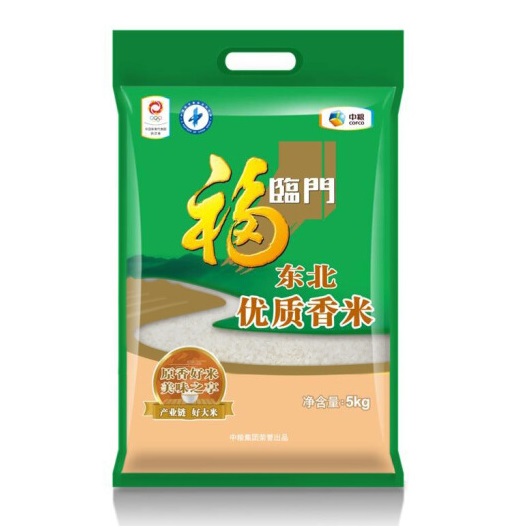 中粮
COFCO
福
臨門
东北
优质香米
原香好米
美味之享
产业链 好大米
净含量:5kg
中粮集团荣誉出品